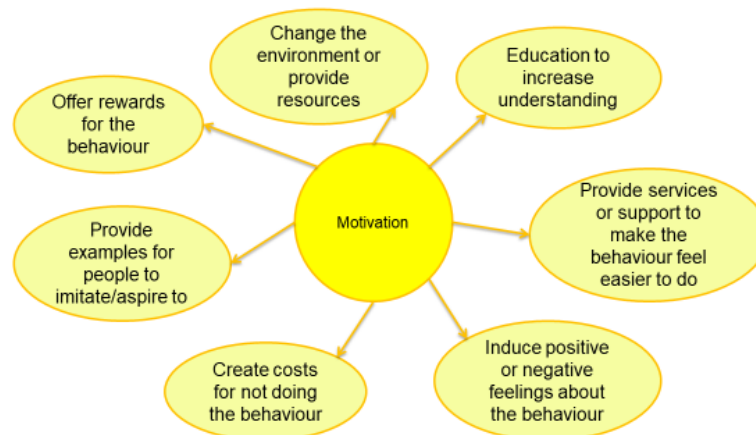 Change the
environment or
provide
resources
Education to
increase
understanding
Offer rewards
for the
behaviour
Motivation
Provide services
or support to
make the
behaviour feel
easier to do
Provide
examples for
people to
imitate/aspire to
Induce positive
or negative
feelings about
the behaviour
Create costs
for not doing
the behaviour